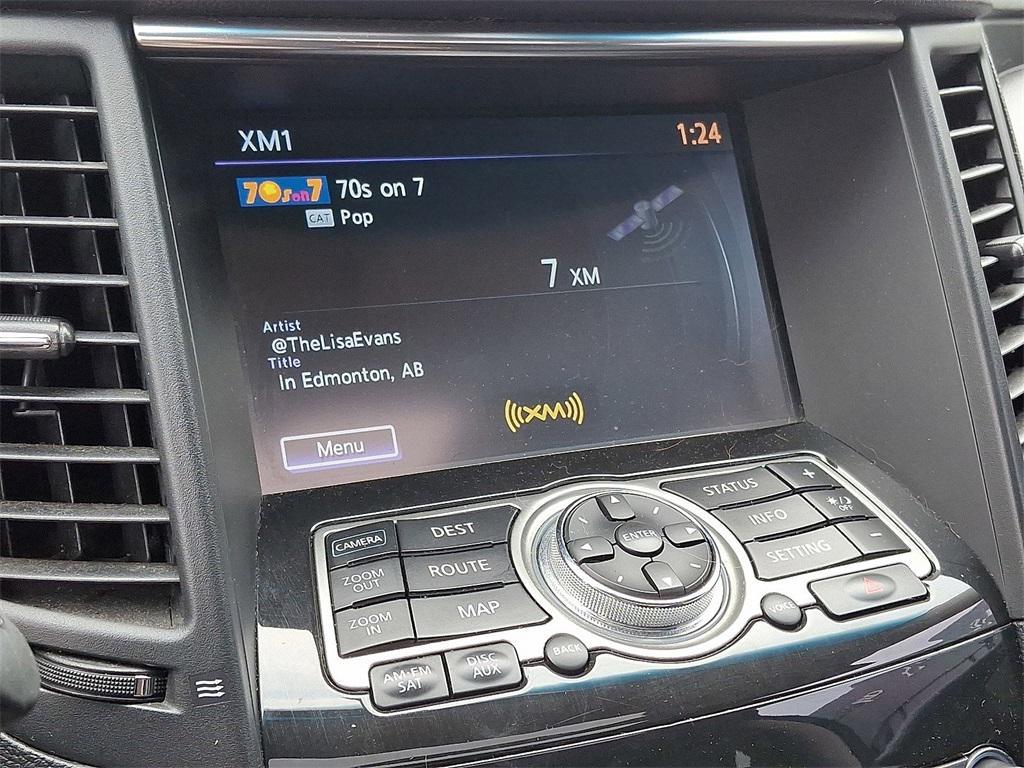 XM1 1:24
70s on 7 70s on 7
CAT Pop
7 XM
Artist
@TheLisaEvans
Title
In Edmonton, AB
((XM))
Menu
CAMERA DEST
ZOOM OUT ROUTE
ZOOM IN MAP
AM·FM SAT
DISC AUX
BACK
ENTER
STATUS +
INFO OFF
SETTING -
VOICE